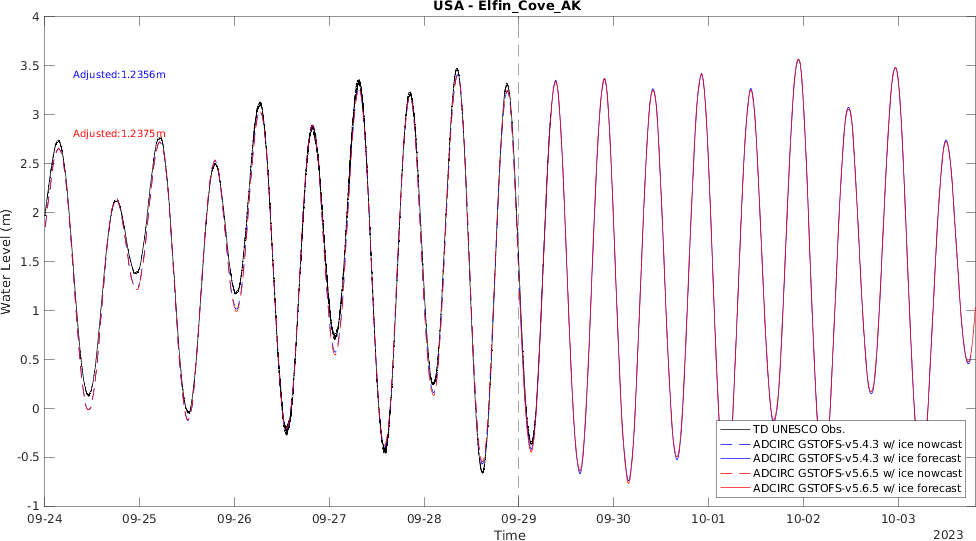 USA - Elfin_Cove_AK
4
3.5
3
2.5
2
1.5
1
0.5
0
-0.5
-1
Water Level (m)
Adjusted:1.2356m
Adjusted:1.2375m
TD UNESCO Obs.
ADCIRC GSTOFS-v5.4.3 w/ ice nowcast
ADCIRC GSTOFS-v5.4.3 w/ ice forecast
ADCIRC GSTOFS-v5.6.5 w/ ice nowcast
ADCIRC GSTOFS-v5.6.5 w/ ice forecast
09-24 09-25 09-26 09-27 09-28 09-29 09-30 10-01 10-02 10-03
Time
2023